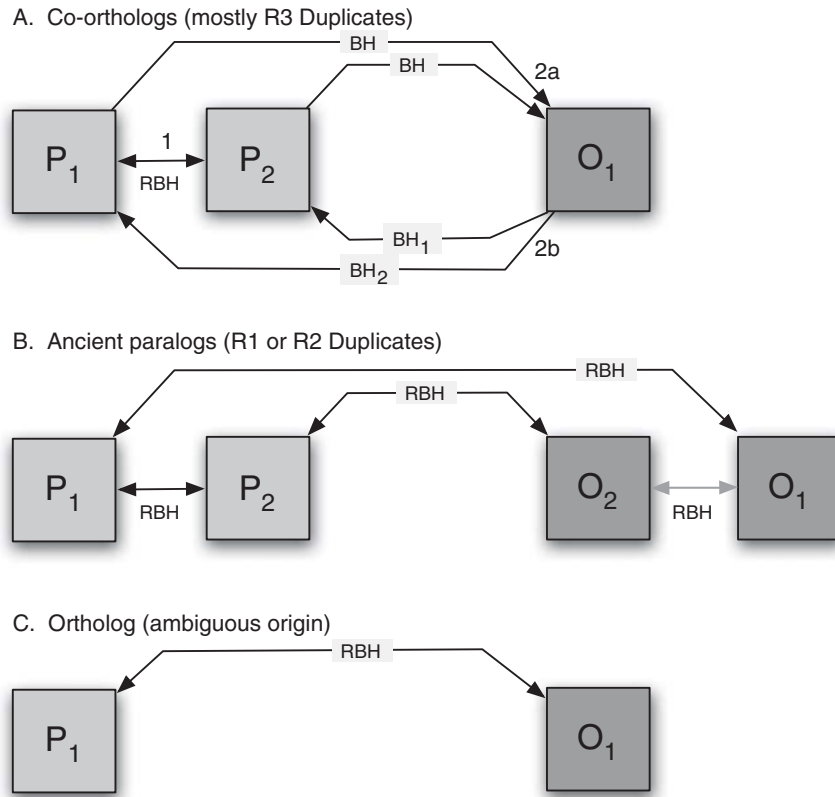 A. Co-orthologs (mostly R3 Duplicates)
BH
BH
2a
P1
1
RBH
P2
O1
BH1
2b
BH2
B. Ancient paralogs (R1 or R2 Duplicates)
RBH
RBH
P1
RBH
P2
O2
RBH
O1
C. Ortholog (ambiguous origin)
RBH
P1
O1